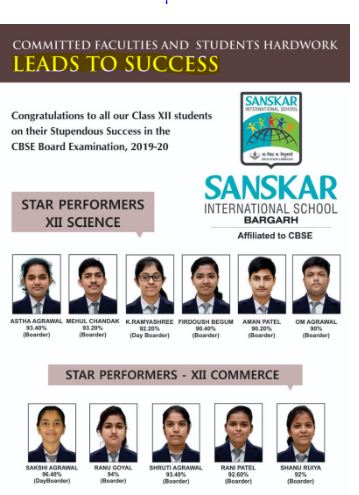 COMMITTED FACULTIES AND STUDENTS HARDWORK
LEADS TO SUCCESS
Congratulations to all our Class XII students
on their Stupendous Success in the
CBSE Board Examination, 2019-20
SANSKAR
INTERNATIONAL SCHOOL
SANSKAR
INTERNATIONAL SCHOOL
BARGARH
Affiliated to CBSE
STAR PERFORMERS
XII SCIENCE
ASTHA AGRAWAL
93.40%
(Boarder)
MEHUL CHANDAK
93.20%
(Boarder)
K.RAMYASHREE
92.20%
(Day Boarder)
FIRDOUSH BEGUM
90.40%
(Boarder)
AMAN PATEL
90.20%
(Boarder)
OM AGRAWAL
90%
(Boarder)
STAR PERFORMERS - XII COMMERCE
SAKSHI AGRAWAL
96.40%
(DayBoarder)
RANU GOYAL
94%
(Boarder)
SHRUTI AGRAWAL
93.40%
(Boarder)
RANI PATEL
92.60%
(Boarder)
SHANU RUIYA
92%
(Boarder)